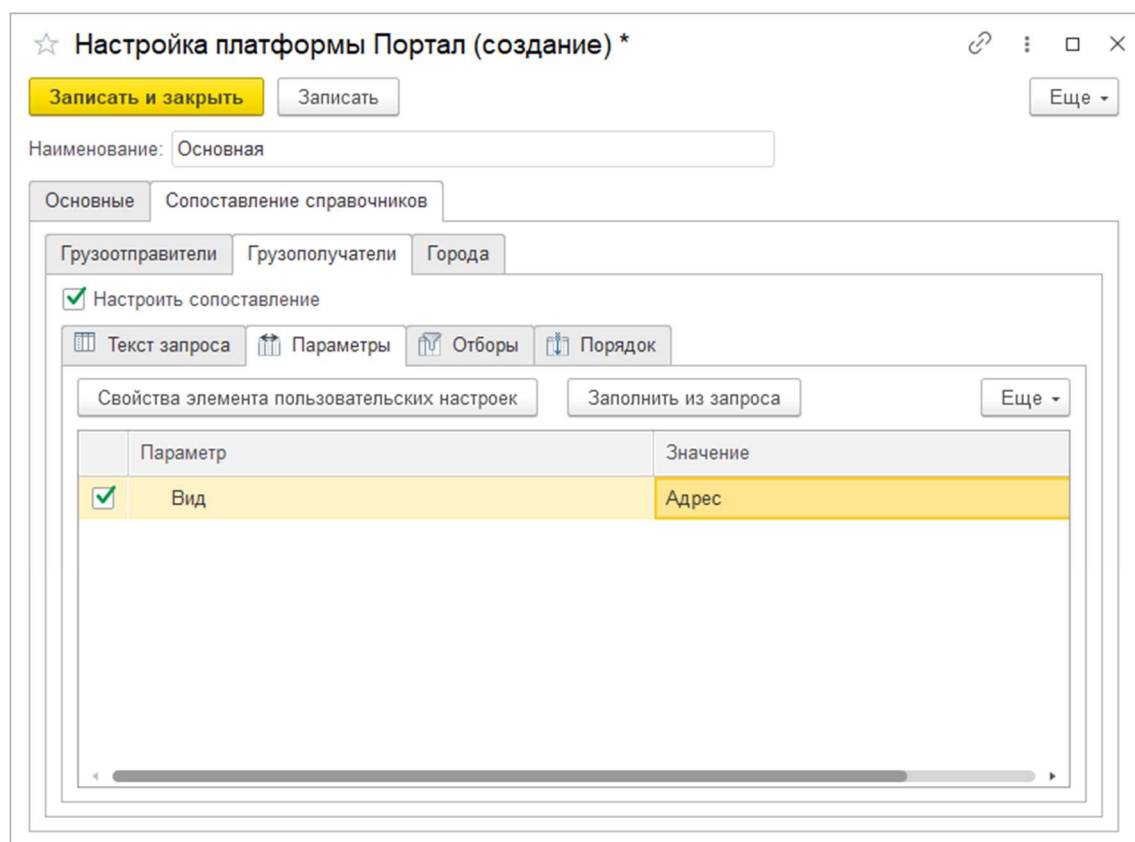 Настройка платформы Портал (создание) *
Записать и закрыть Записать Еще
Наименование: Основная
Основные Сопоставление справочников
Грузоотправители Грузополучатели Города
Настроить сопоставление
Текст запроса Параметры Отборы Порядок
Свойства элемента пользовательских настроек Заполнить из запроса Еще
Параметр Значение
Вид Адрес